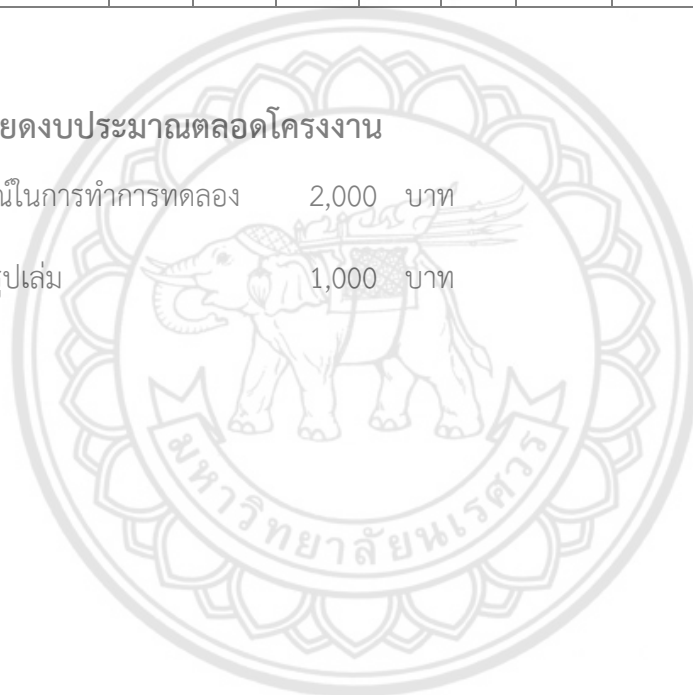 ยดงบประมาณตลอดโครงงาน
ณ์ในการทำการทดลอง 2,000 บาท
รูปเล่ม 1,000 บาท
มหาวิทยาลัยนเรศวร